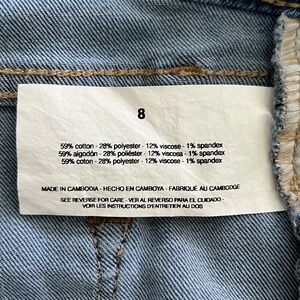 8
59% cotton - 28% polyester - 12% viscose - 1% spandex
59% algodón - 28% poliéster - 12% viscosa - 1% spandex
59% coton - 28% polyester - 12% viscose - 1% spandex
MADE IN CAMBODIA - HECHO EN CAMBOYA - FABRIQUÉ AU CAMBODGE
SEE REVERSE FOR CARE - VER AL REVERSO PARA EL CUIDADO -
VOIR LES INSTRUCTIONS D'ENTRETIEN AU DOS